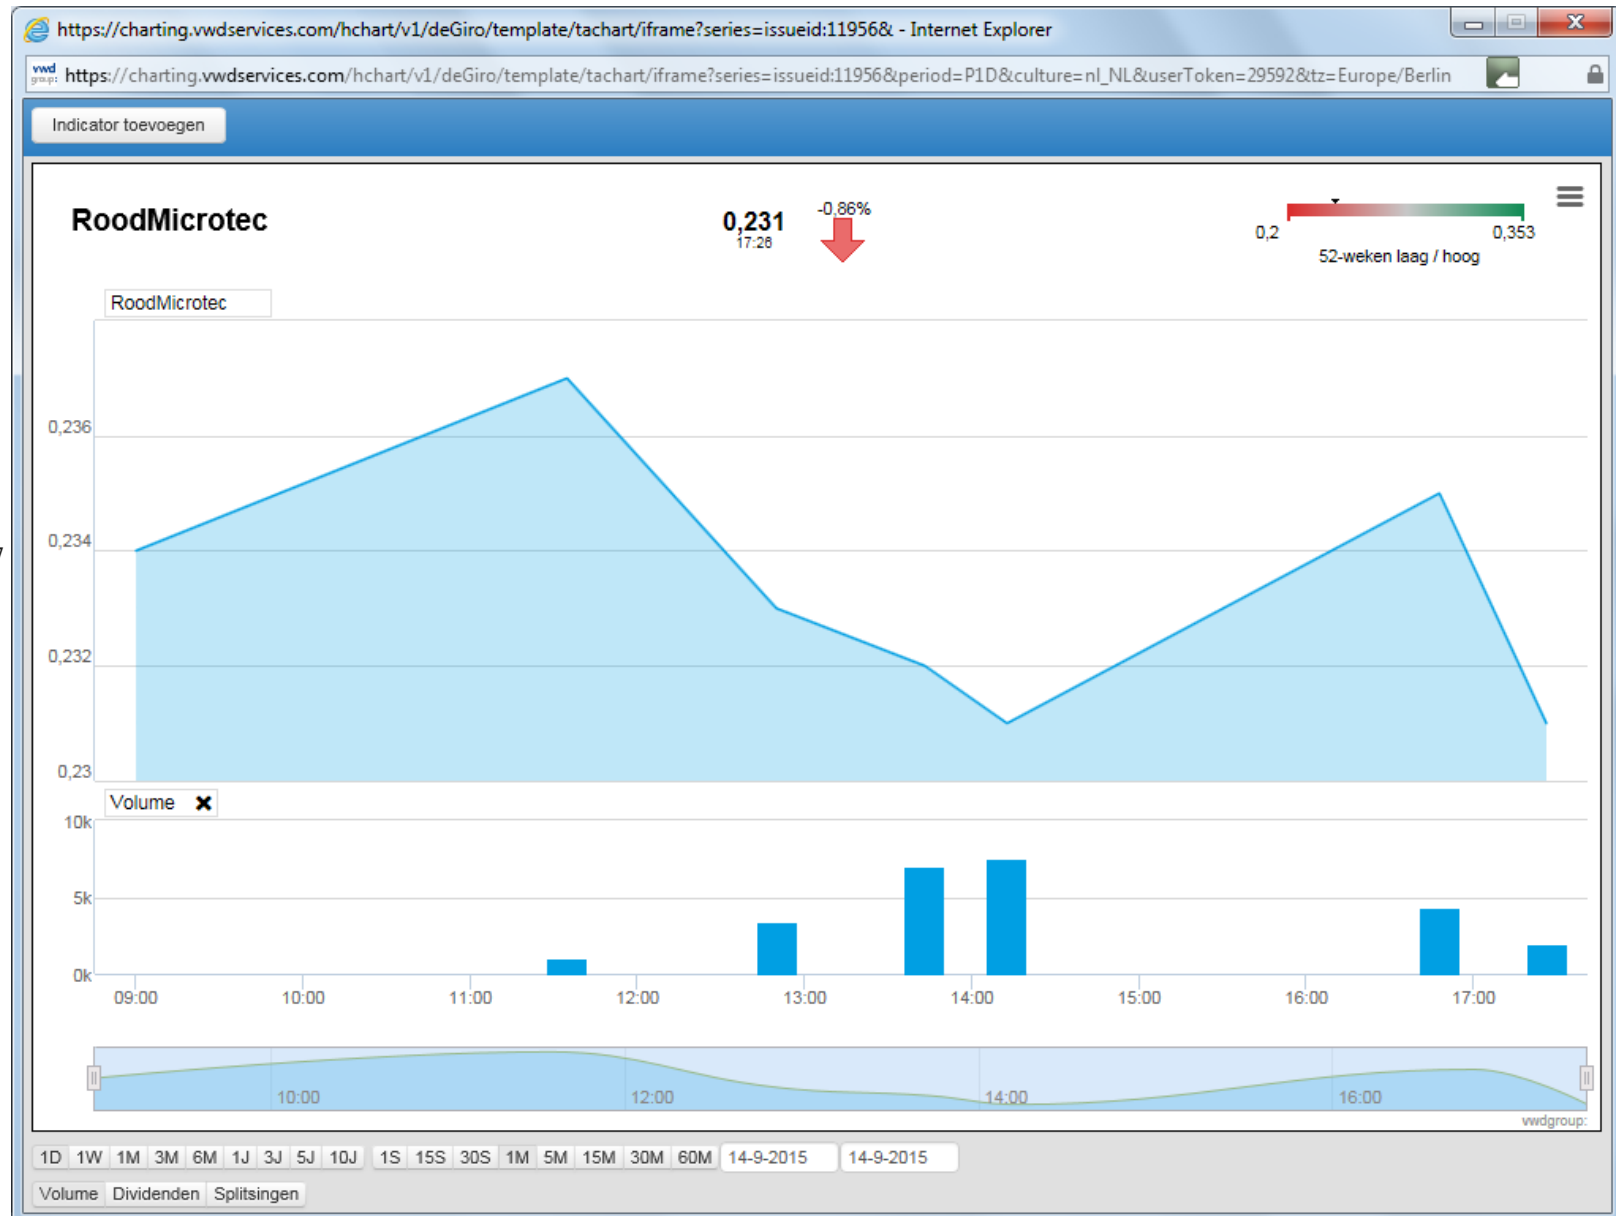 https://charting.vwdservices.com/hchart/v1/deGiro/template/tachart/iframe?series=issueid:11956& - Internet Explorer
vwd group: https://charting.vwdservices.com/hchart/v1/deGiro/template/tachart/iframe?series=issueid:11956&period=P1D&culture=nl_NL&userToken=29592&tz=Europe/Berlin
Indicator toevoegen
RoodMicrotec
0,231
17:26
-0,86%
0,2
0,353
52-weken laag / hoog
RoodMicrotec
0,236
0,234
0,232
0,23
Volume
10k
5k
0k
09:00 10:00 11:00 12:00 13:00 14:00 15:00 16:00 17:00
10:00 12:00 14:00 16:00
vwdgroup:
1D 1W 1M 3M 6M 1J 3J 5J 10J 1S 15S 30S 1M 5M 15M 30M 60M 14-9-2015 14-9-2015
Volume Dividenden Splitsingen